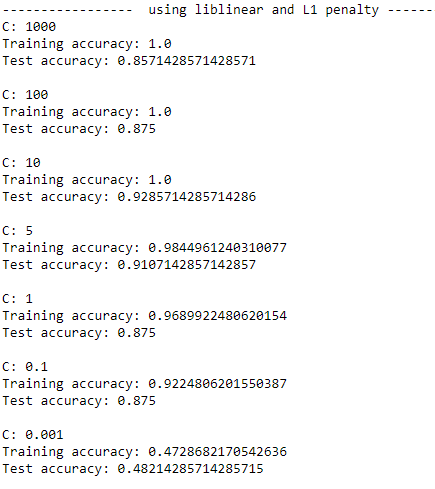 -----------------  using liblinear and L1 penalty ------
C: 1000
Training accuracy: 1.0
Test accuracy: 0.8571428571428571
C: 100
Training accuracy: 1.0
Test accuracy: 0.875
C: 10
Training accuracy: 1.0
Test accuracy: 0.9285714285714286
C: 5
Training accuracy: 0.9844961240310077
Test accuracy: 0.9107142857142857
C: 1
Training accuracy: 0.9689922480620154
Test accuracy: 0.875
C: 0.1
Training accuracy: 0.9224806201550387
Test accuracy: 0.875
C: 0.001
Training accuracy: 0.4728682170542636
Test accuracy: 0.48214285714285715